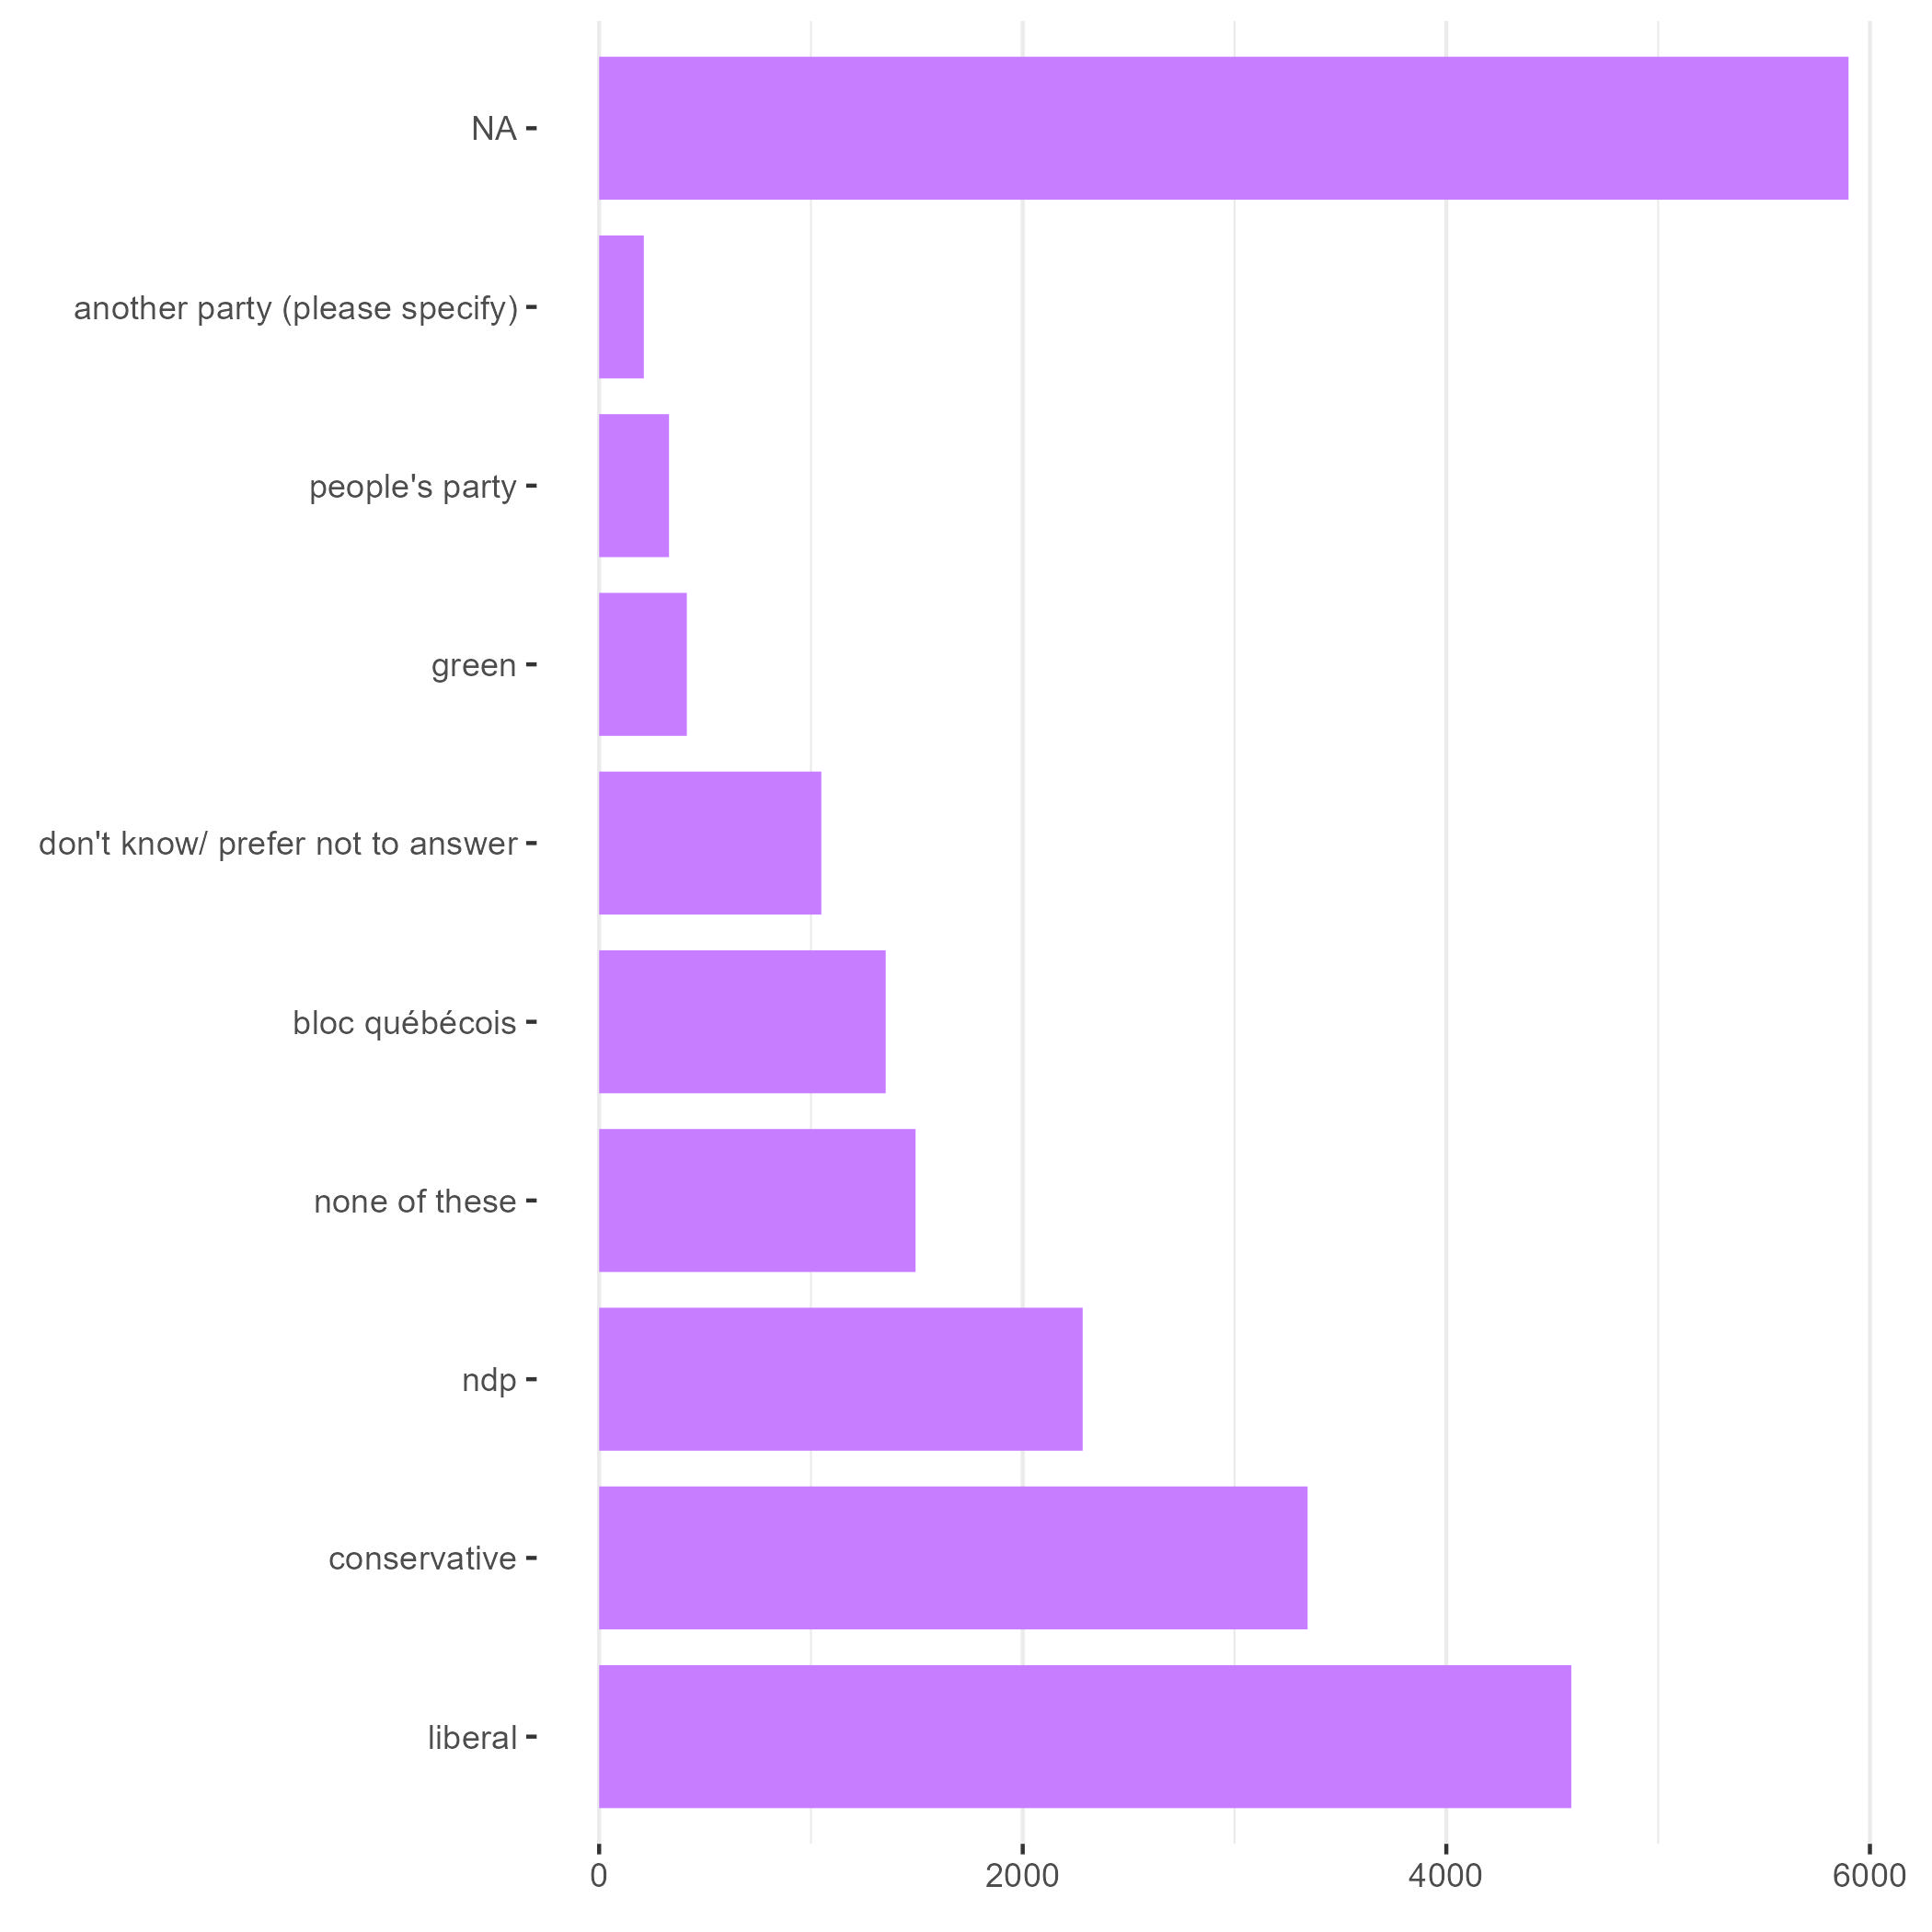 NA
another party (please specify)
people's party
green
don't know/ prefer not to answer
bloc québécois
none of these
ndp
conservative
liberal
0 2000 4000 6000